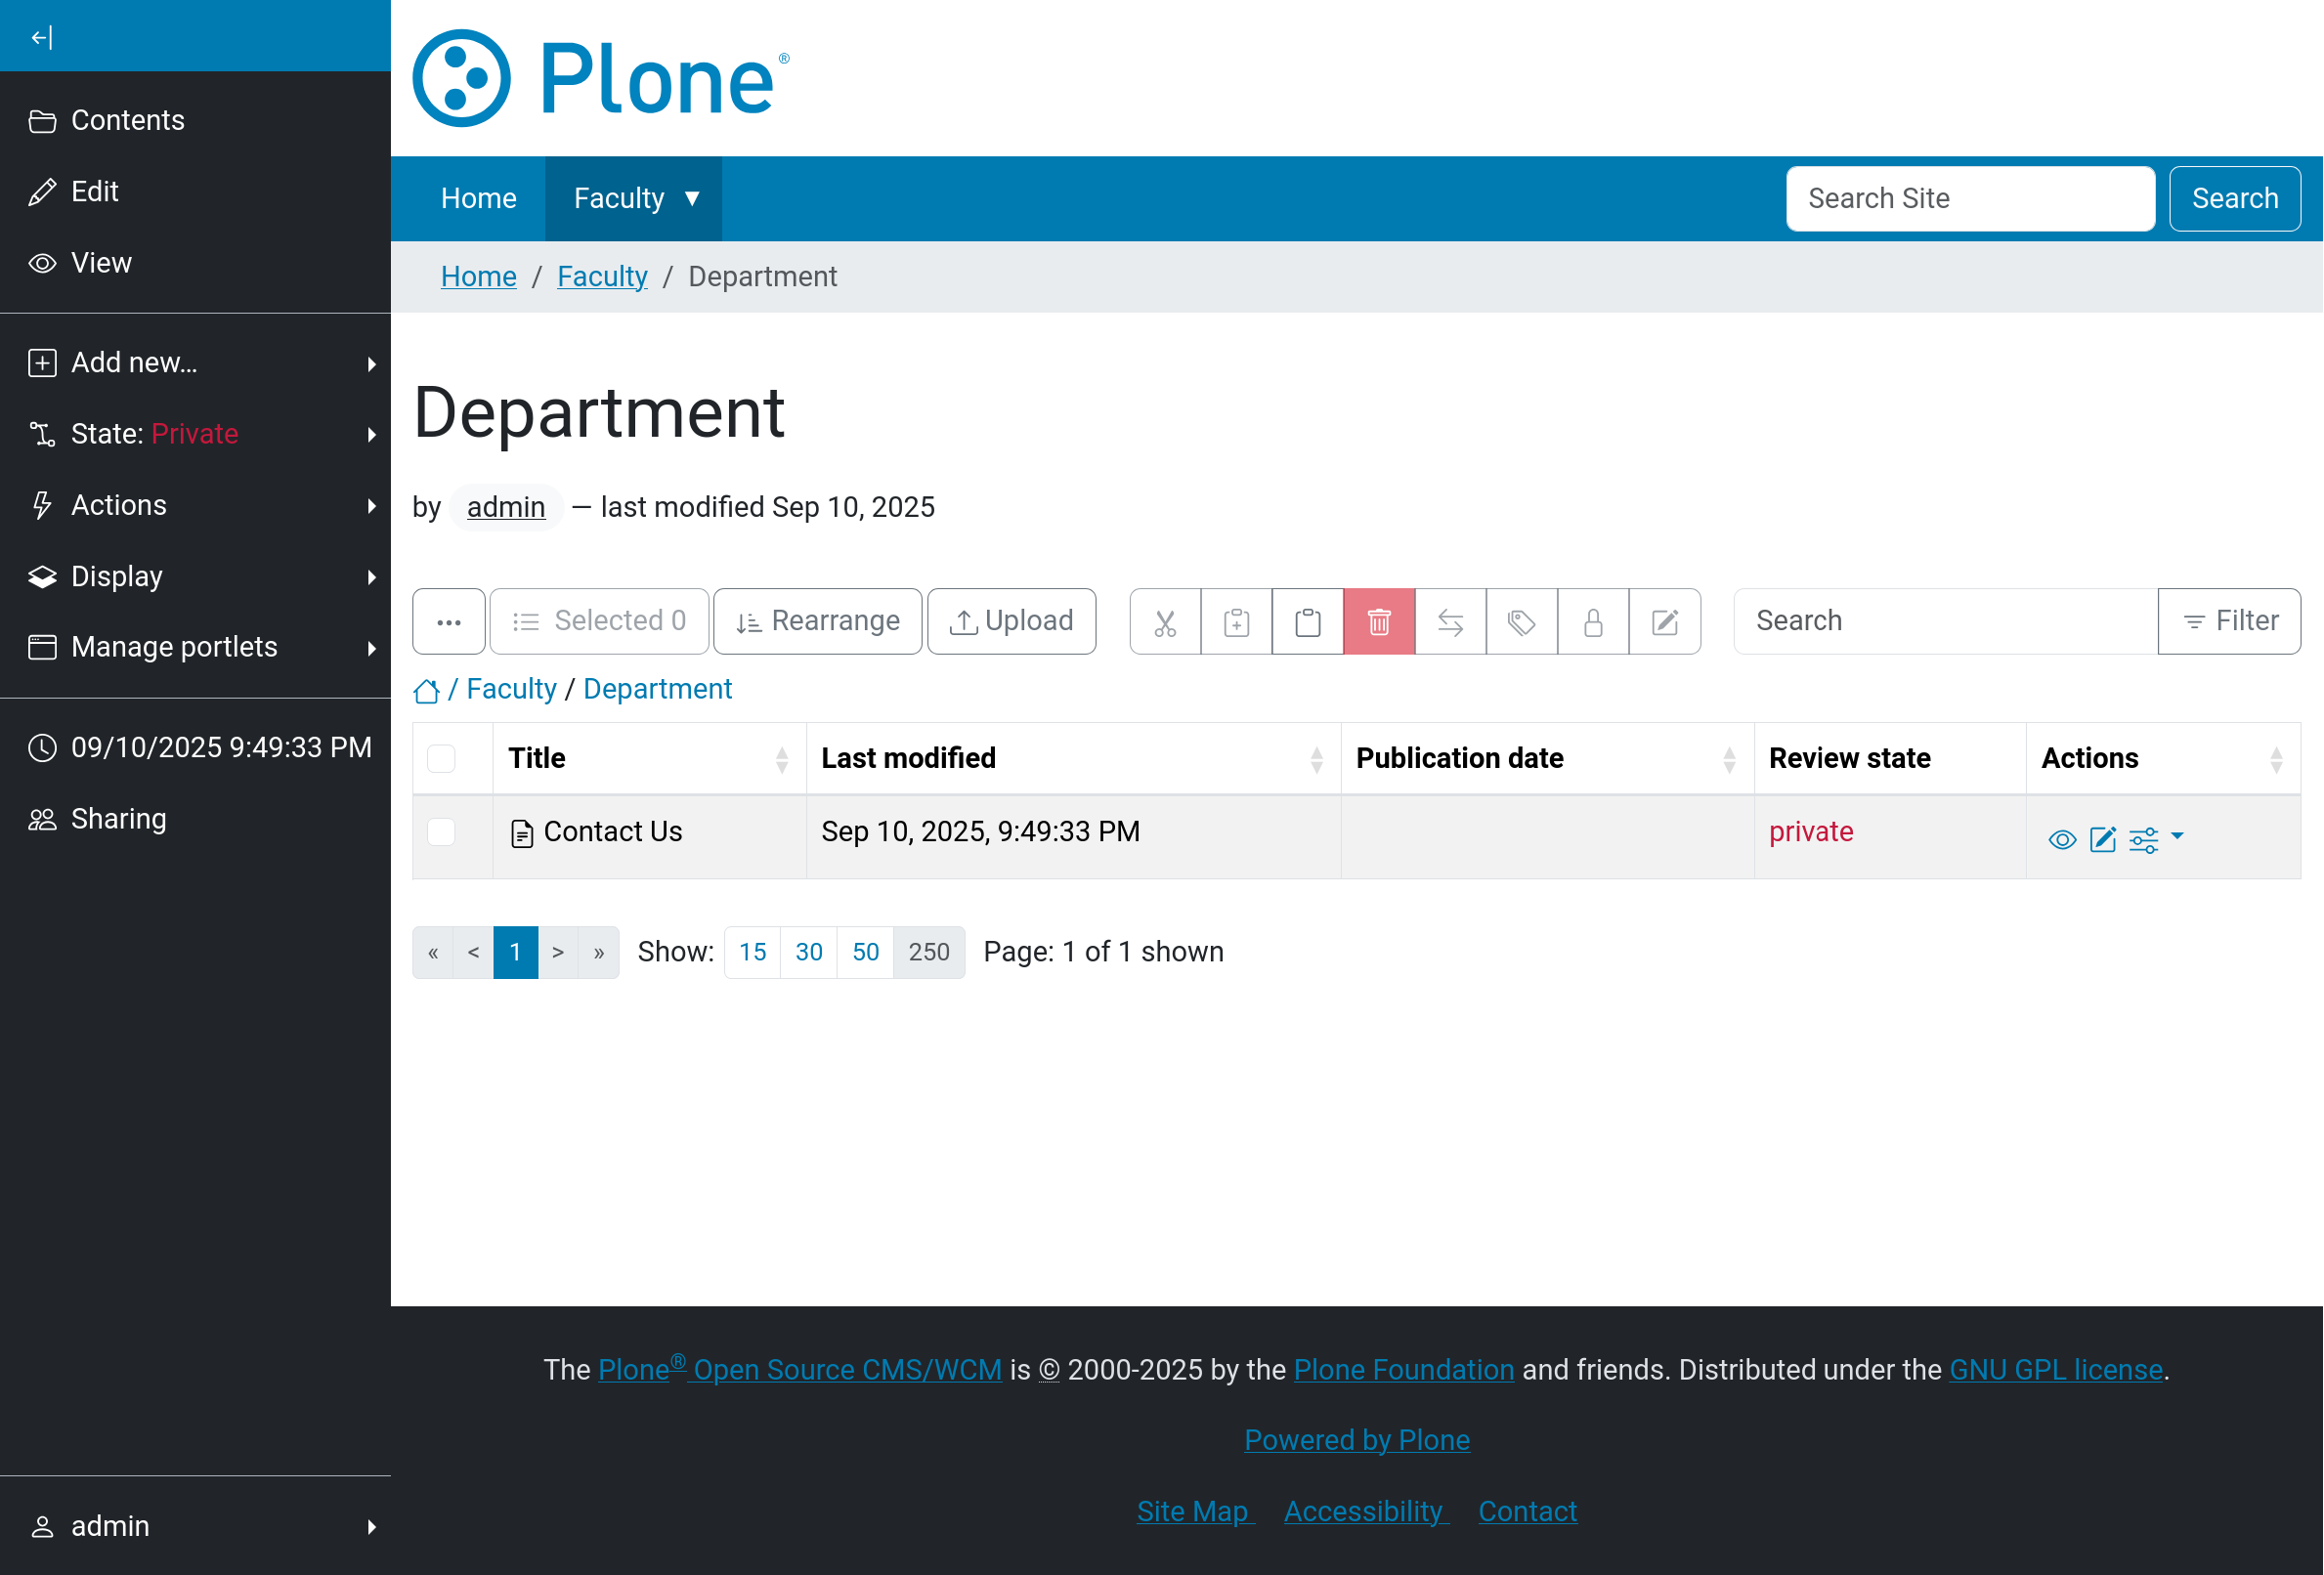 Contents
Edit
View
Add new…
State: Private
Actions
Display
Manage portlets
09/10/2025 9:49:33 PM
Sharing
admin
Plone®
Home Faculty ▼ Search Site Search
Home / Faculty / Department
Department
by admin — last modified Sep 10, 2025
Selected 0 Rearrange Upload Search Filter
/ Faculty / Department
Title Last modified Publication date Review state Actions
Contact Us Sep 10, 2025, 9:49:33 PM private
« < 1 > » Show: 15 30 50 250 Page: 1 of 1 shown
The Plone® Open Source CMS/WCM is © 2000-2025 by the Plone Foundation and friends. Distributed under the GNU GPL license.
Powered by Plone
Site Map Accessibility Contact